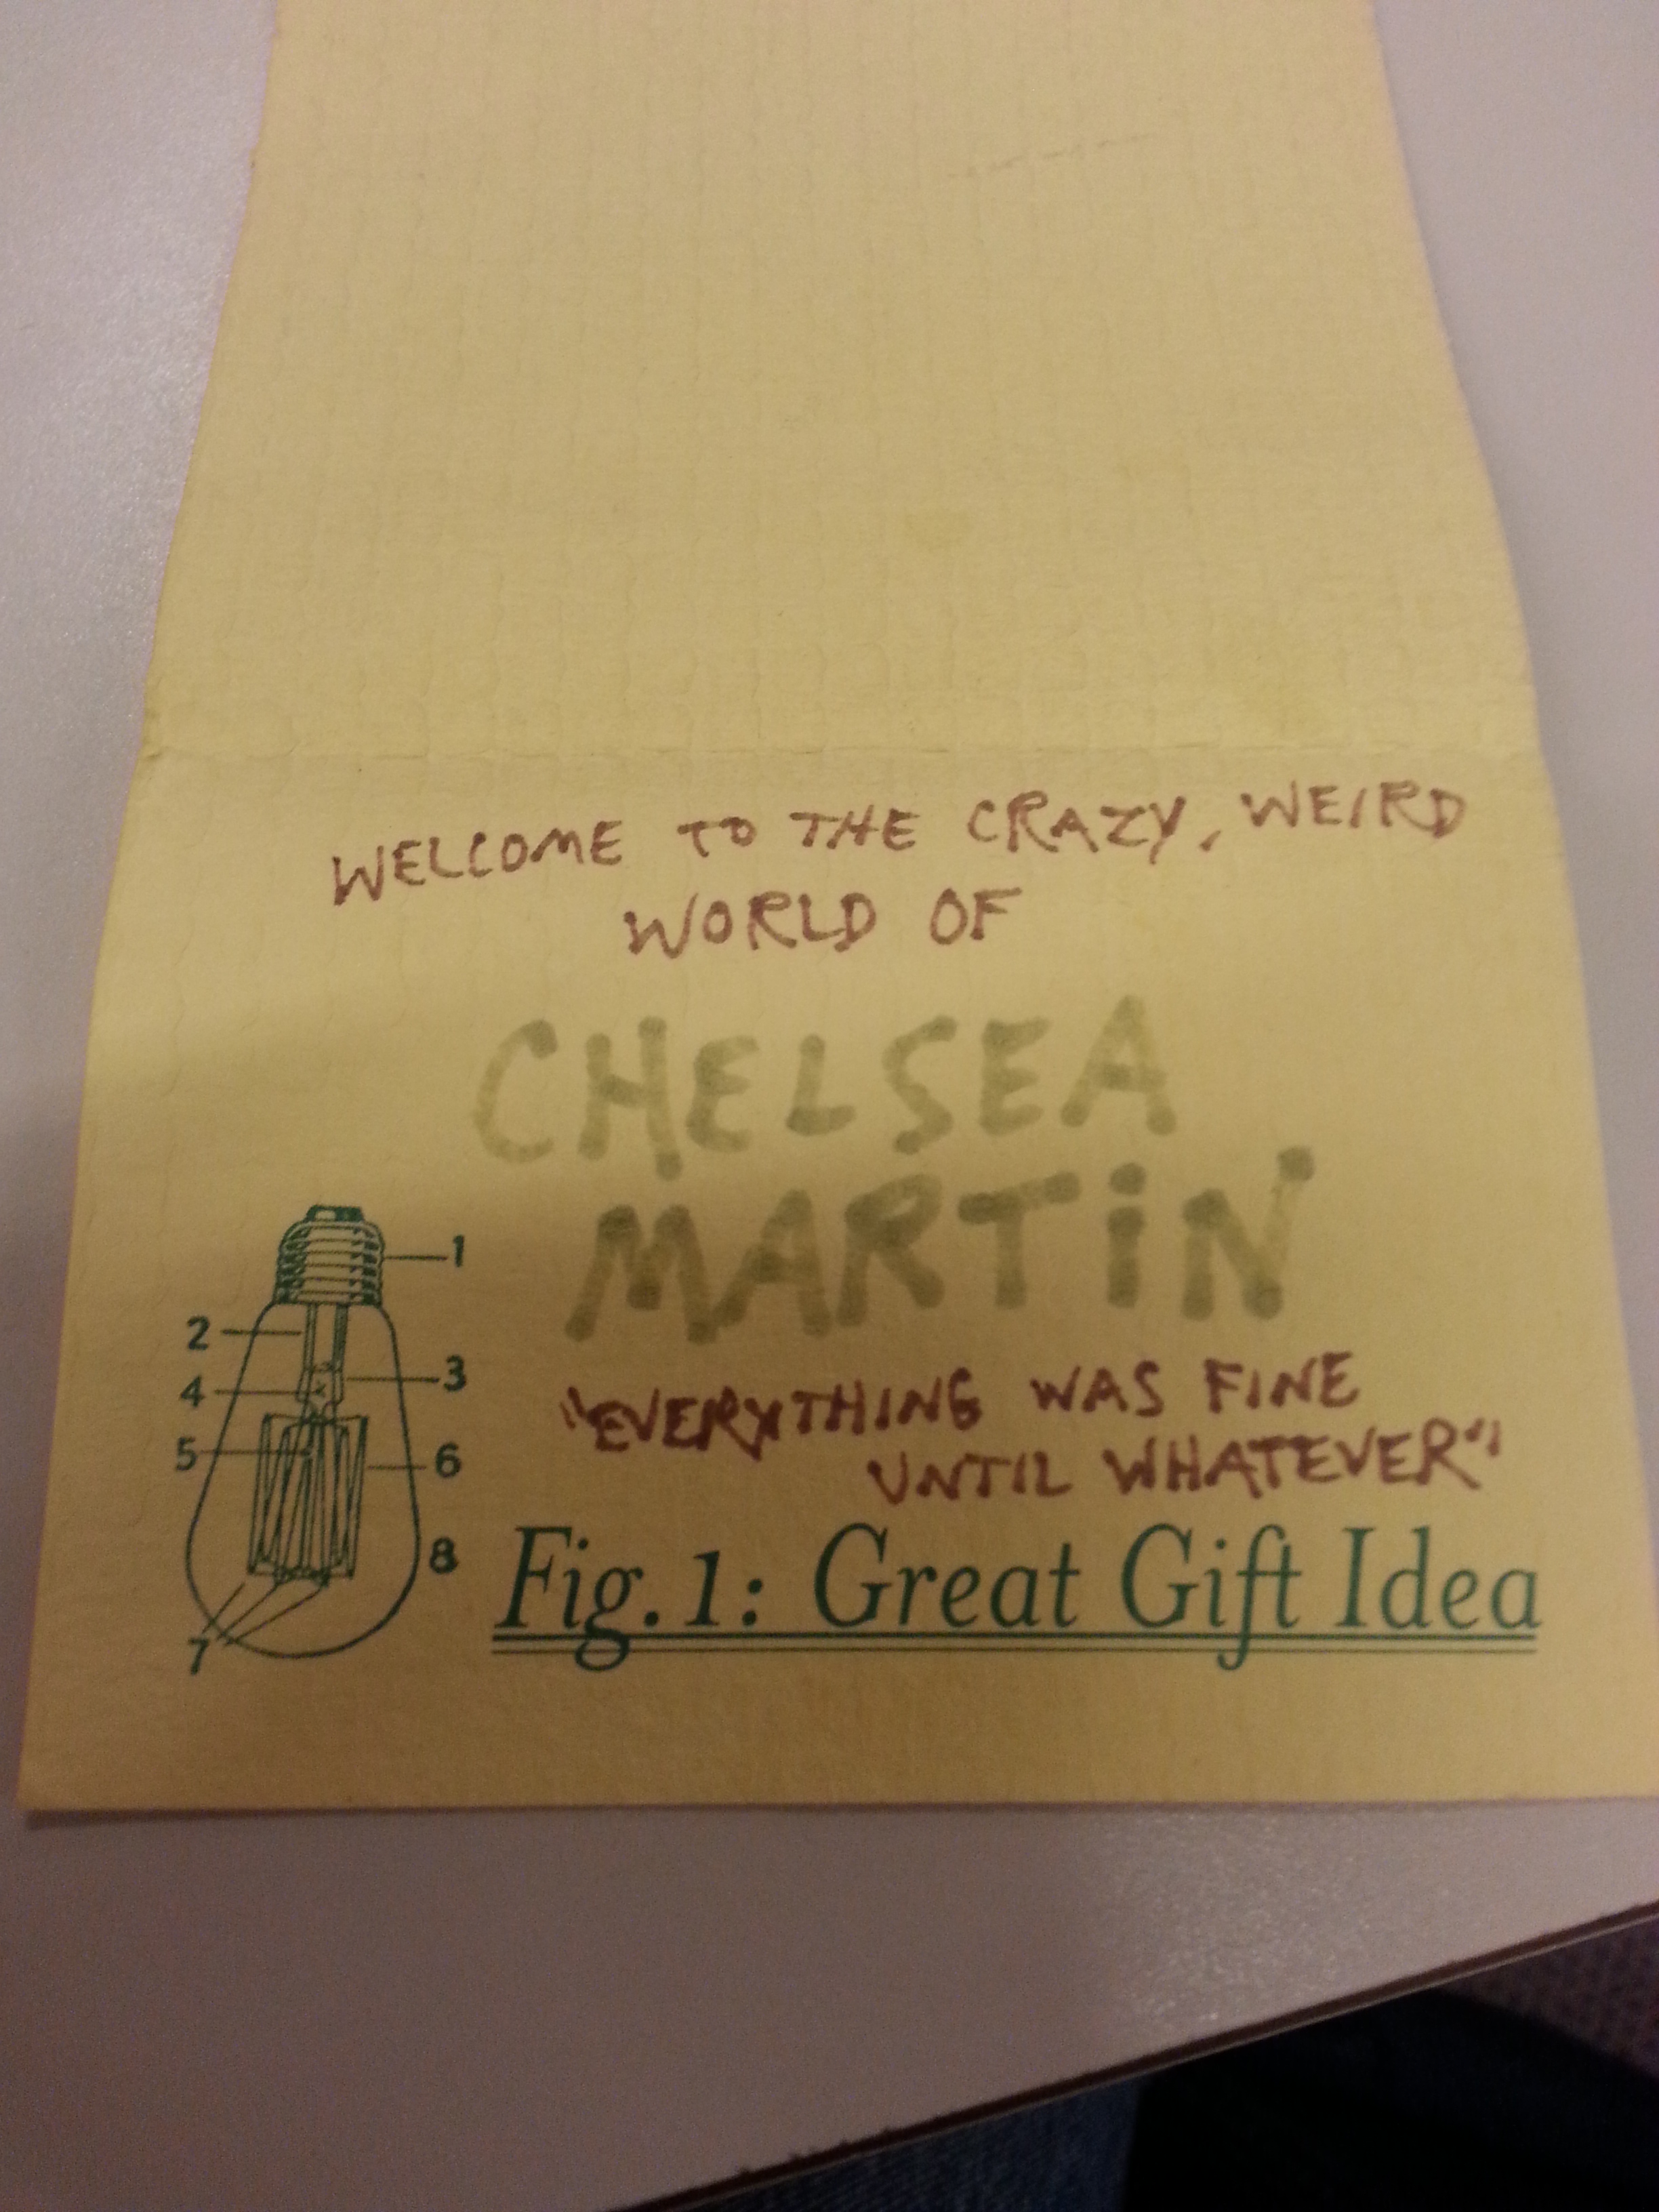 WELCOME TO THE CRAZY, WEIRD
WORLD OF
CHELSEA
MARTiN
"EVERYTHING WAS FINE
UNTIL WHATEVER"
1
2
3
4
5
6
8
7
Fig. 1: Great Gift Idea